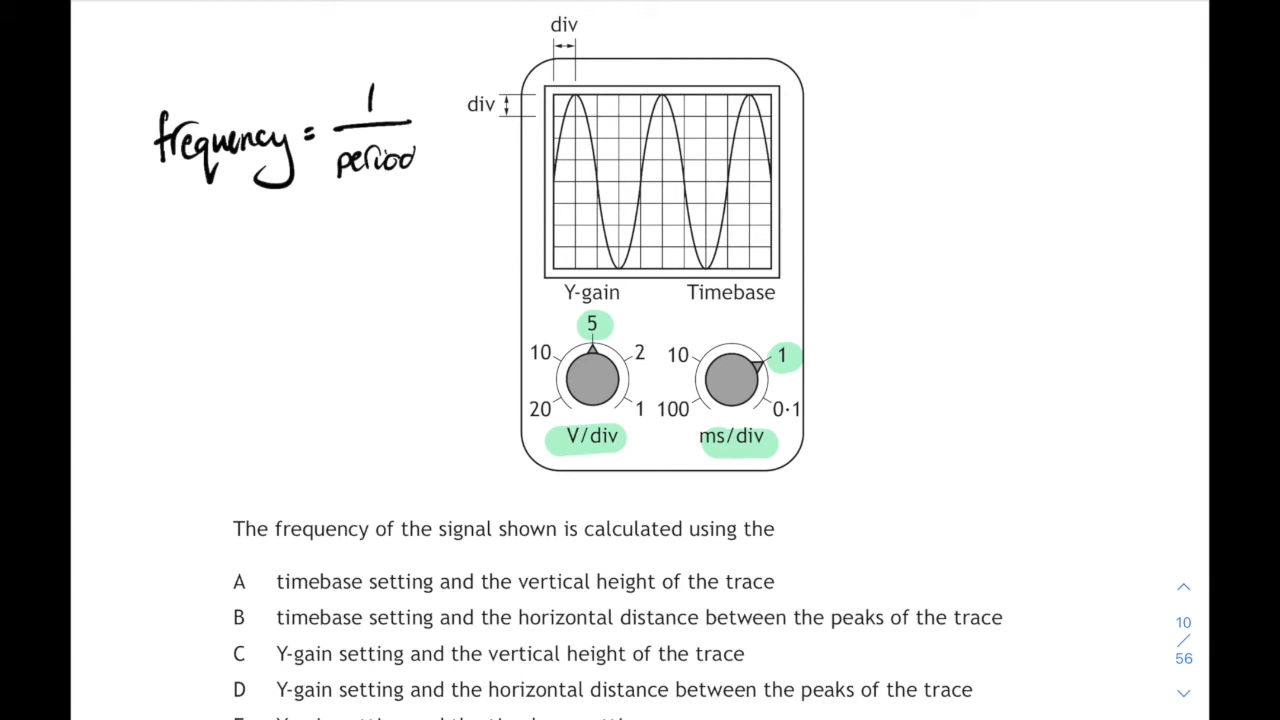 div
div
frequency = 1 / period
Y-gain Timebase
5
10 2 10 1
20 1 100 0·1
V/div ms/div
The frequency of the signal shown is calculated using the
A timebase setting and the vertical height of the trace
B timebase setting and the horizontal distance between the peaks of the trace
C Y-gain setting and the vertical height of the trace
D Y-gain setting and the horizontal distance between the peaks of the trace
10
/
56